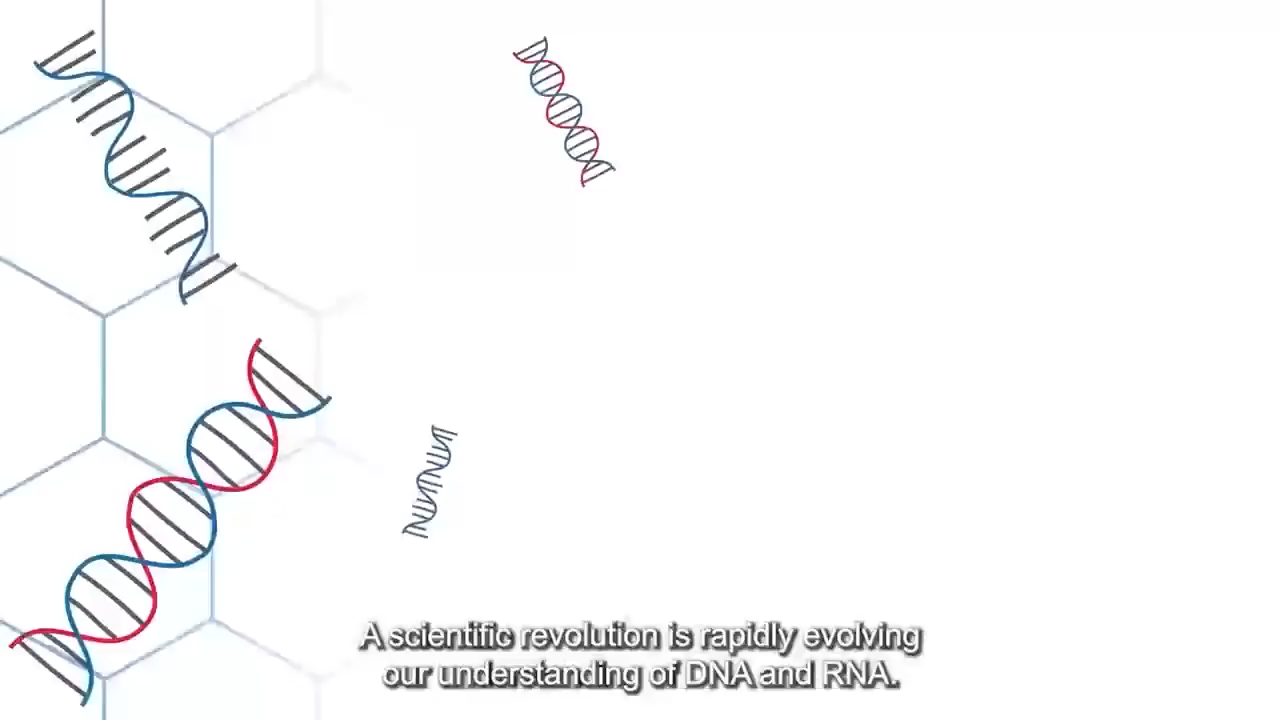 A scientific revolution is rapidly evolving
our understanding of DNA and RNA.